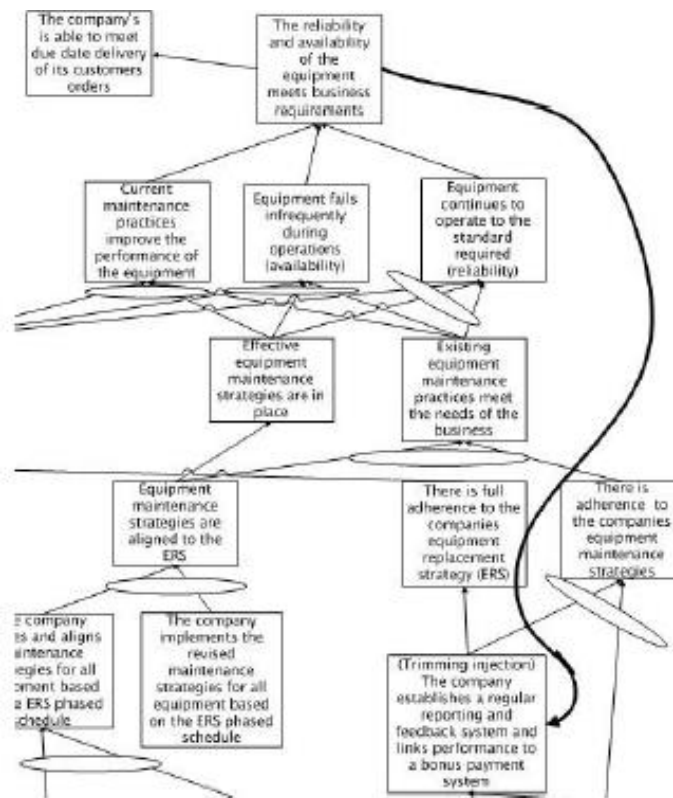 The company's
is able to meet
due date delivery
of its customers
orders
The reliability
and availability
of the
equipment
meets business
requirements
Current
maintenance
practices
improve the
performance of
the equipment
Equipment fails
infrequently
during
operations
(availability)
Equipment
continues to
operate to the
standard
required
(reliability)
Effective
equipment
maintenance
strategies are in
place
Existing
equipment
maintenance
practices meet
the needs of the
business
Equipment
maintenance
strategies are
aligned to the
ERS
There is full
adherence to the
companies
equipment
replacement
strategy (ERS)
There is
adherence to
the companies
equipment
maintenance
strategies
company
and aligns
for all
based
ERS phased
schedule
The company
implements the
revised
maintenance
strategies for all
equipment based
on the ERS phased
schedule
(Trimming injection)
The company
establishes a regular
reporting and
feedback system and
links performance to
a bonus payment
system